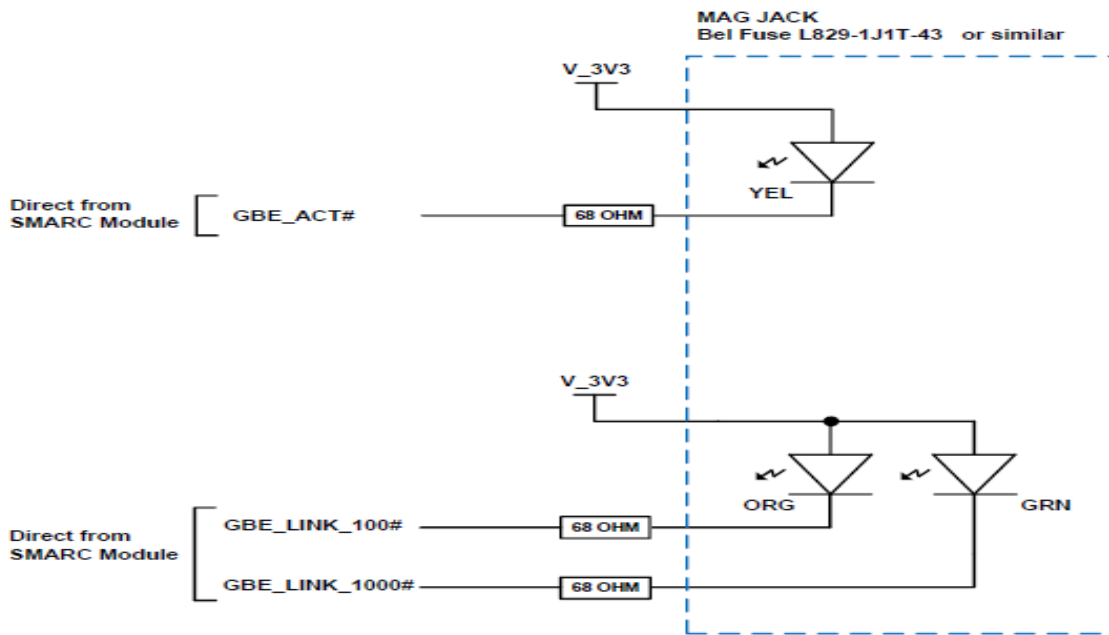 MAG JACK
Bel Fuse L829-1J1T-43 or similar
V_3V3
YEL
Direct from
SMARC Module
GBE_ACT#
68 OHM
V_3V3
ORG
GRN
Direct from
SMARC Module
GBE_LINK_100#
68 OHM
GBE_LINK_1000#
68 OHM